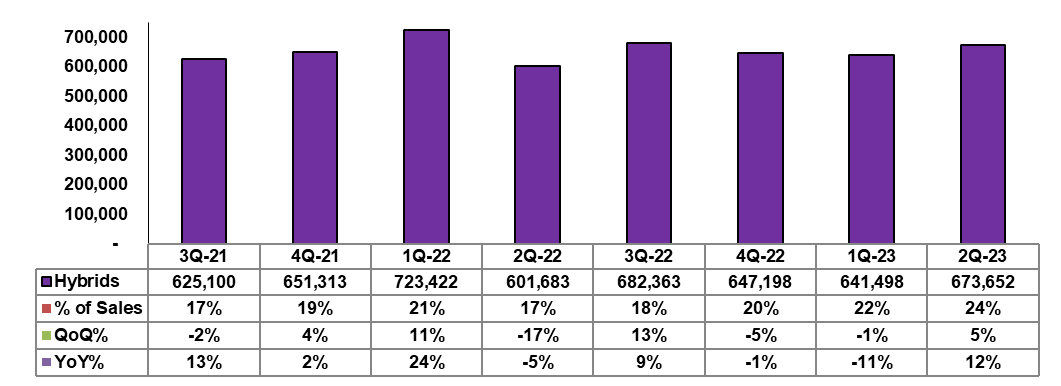 700,000
600,000
500,000
400,000
300,000
200,000
100,000
-
3Q-21 4Q-21 1Q-22 2Q-22 3Q-22 4Q-22 1Q-23 2Q-23
Hybrids 625,100 651,313 723,422 601,683 682,363 647,198 641,498 673,652
% of Sales 17% 19% 21% 17% 18% 20% 22% 24%
QoQ% -2% 4% 11% -17% 13% -5% -1% 5%
YoY% 13% 2% 24% -5% 9% -1% -11% 12%